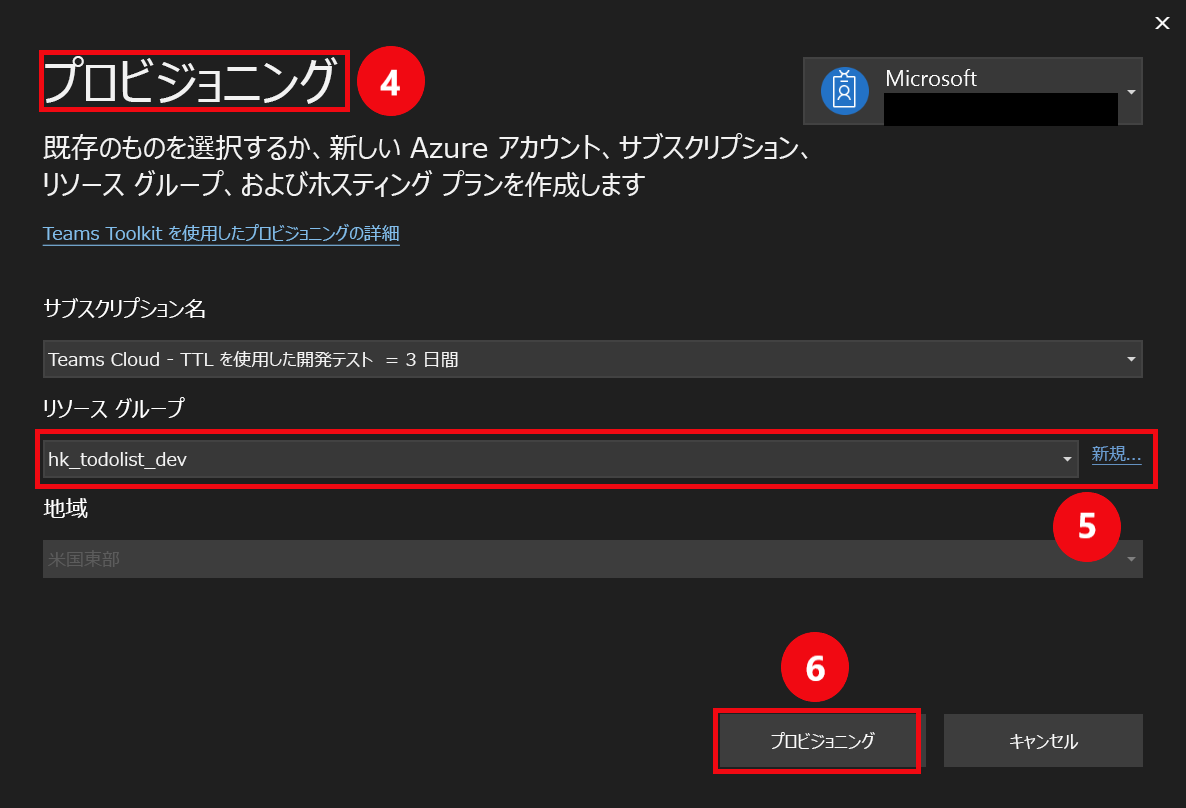 プロビジョニング
4
Microsoft
既存のものを選択するか、新しい Azure アカウント、サブスクリプション、
リソース グループ、およびホスティング プランを作成します
Teams Toolkit を使用したプロビジョニングの詳細
サブスクリプション名
Teams Cloud - TTL を使用した開発テスト = 3 日間
リソース グループ
hk_todolist_dev
新規...
地域
5
米国東部
6
プロビジョニング
キャンセル